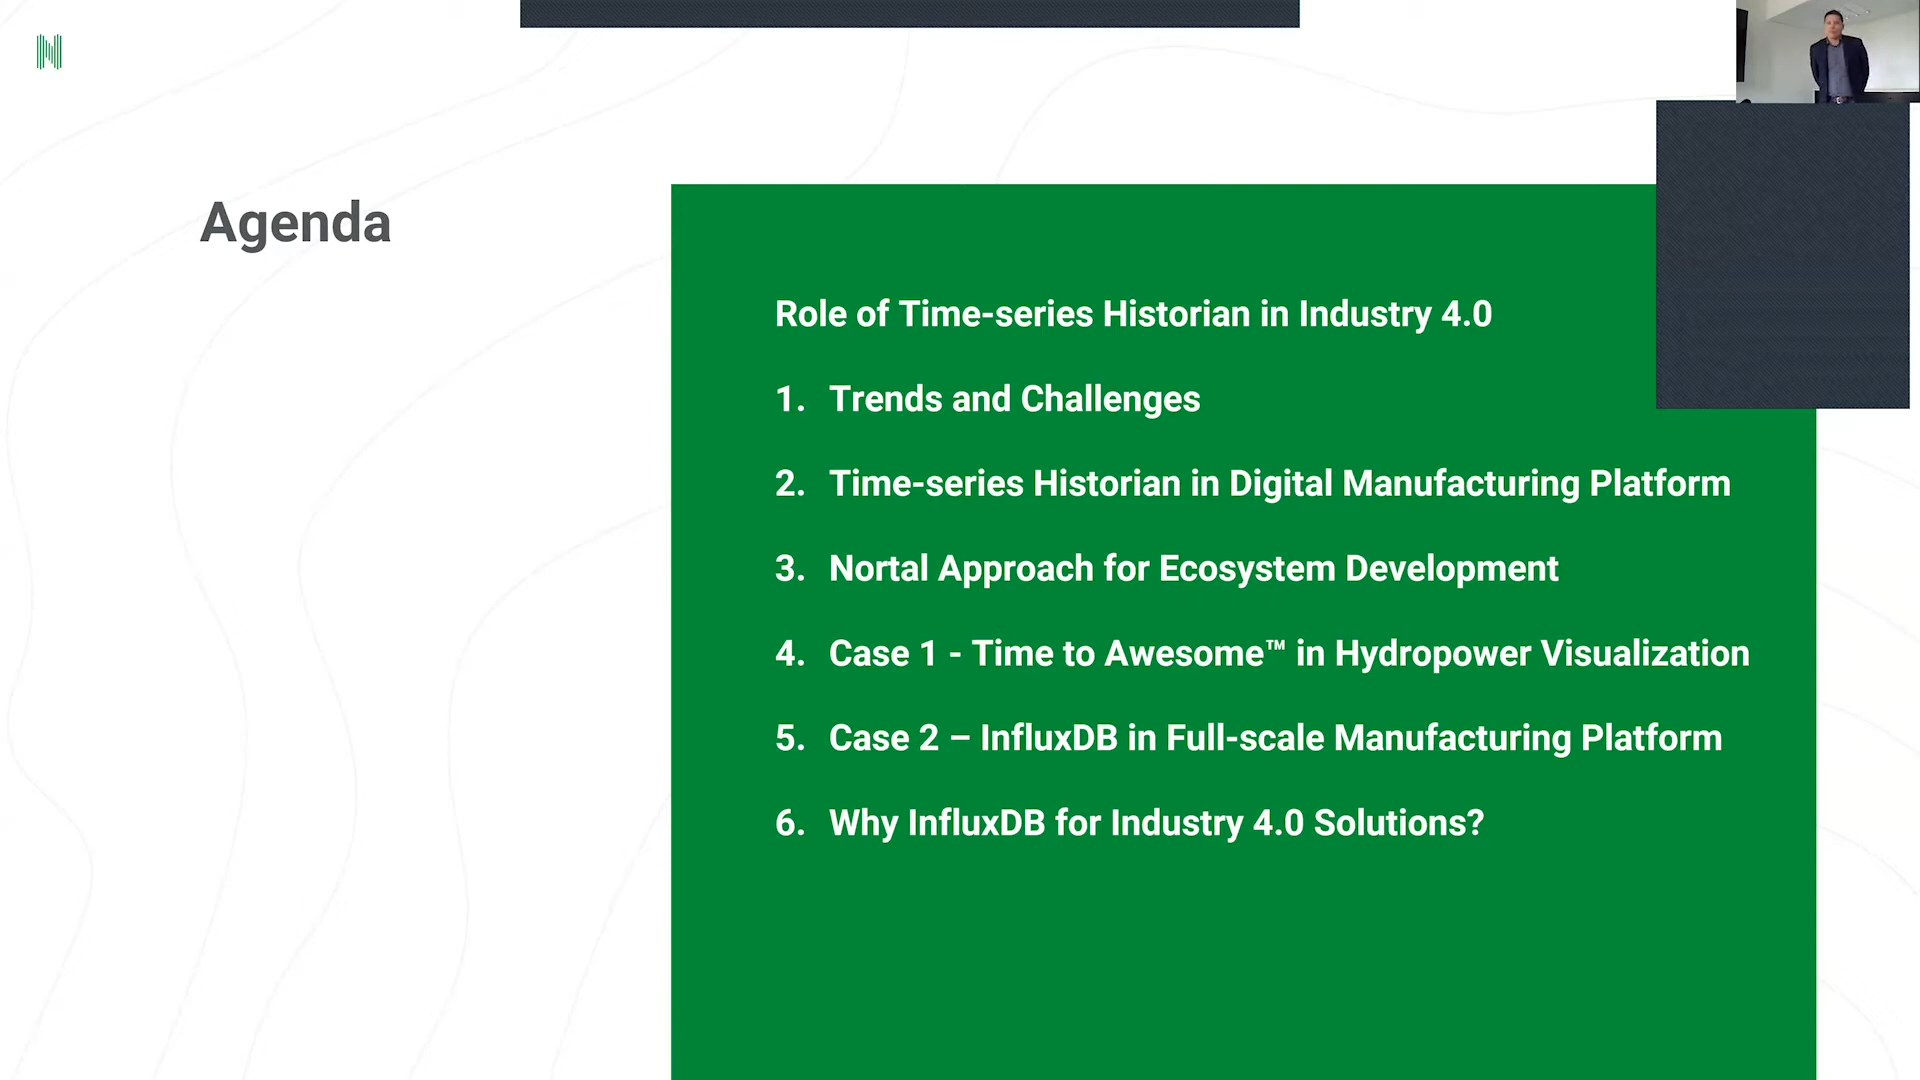 Agenda
Role of Time-series Historian in Industry 4.0
1. Trends and Challenges
2. Time-series Historian in Digital Manufacturing Platform
3. Nortal Approach for Ecosystem Development
4. Case 1 - Time to Awesome™ in Hydropower Visualization
5. Case 2 – InfluxDB in Full-scale Manufacturing Platform
6. Why InfluxDB for Industry 4.0 Solutions?